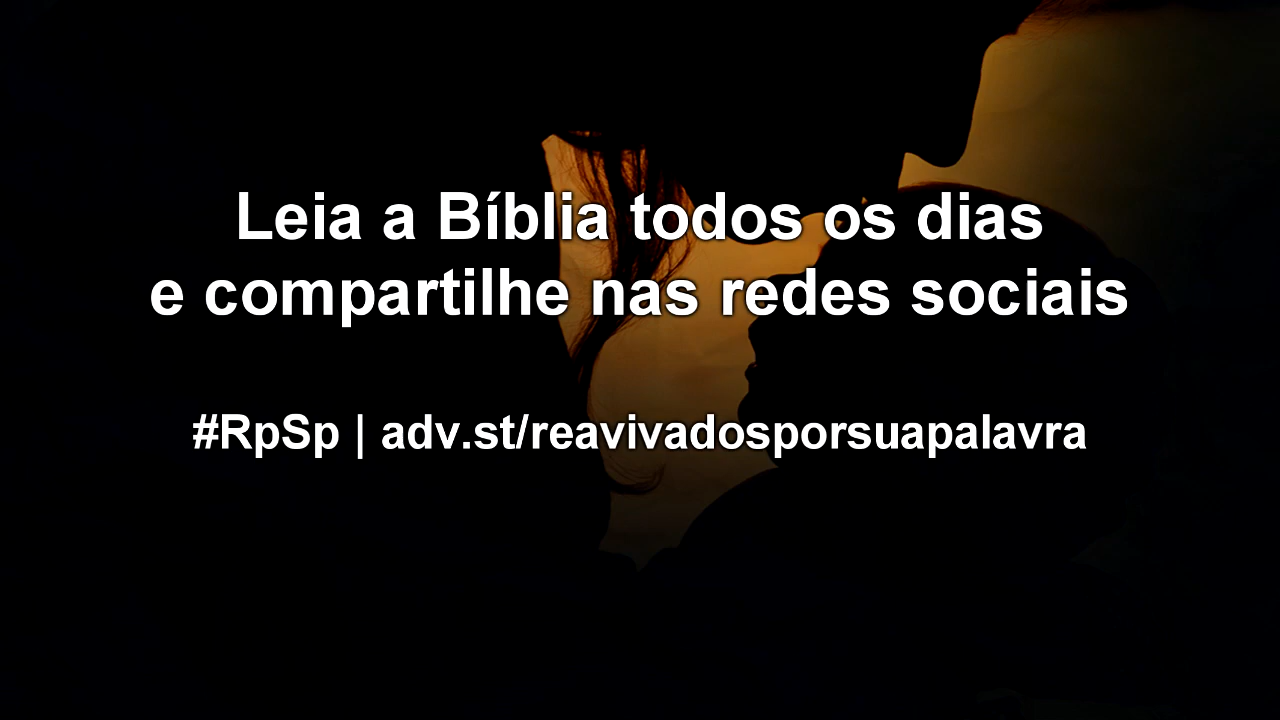 Leia a Bíblia todos os dias
e compartilhe nas redes sociais
#RpSp | adv.st/reavivadosporsuapalavra